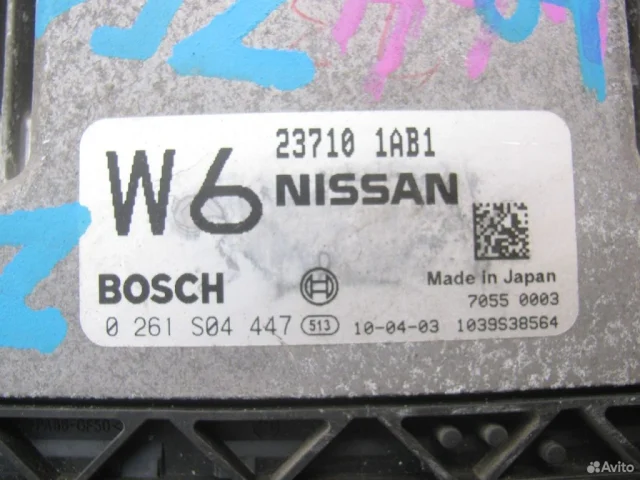 23710 1AB1
W6 NISSAN
BOSCH
Made in Japan
7055 0003
0 261 S04 447 513 10-04-03 1039S38564
Avito